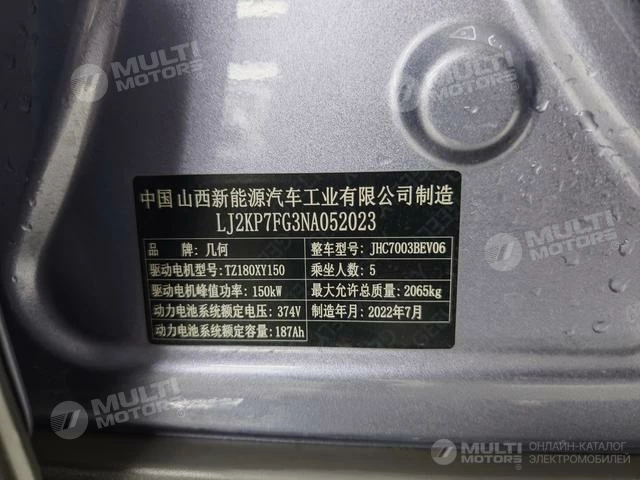 MULTI
MOTORS
MULTI
MOTORS
中国 山西新能源汽车工业有限公司制造
LJ2KP7FG3NA052023
品 牌: 几何
整车型号: JHC7003BEV06
驱动电机型号: TZ180XY150
乘坐人数: 5
驱动电机峰值功率: 150kW
最大允许总质量: 2065kg
动力电池系统额定电压: 374V
制造年月: 2022年7月
动力电池系统额定容量: 187Ah
MULTI
MOTORS
MULTI
MOTORS
MULTI
MOTORS
ОНЛАЙН-КАТАЛОГ
ЭЛЕКТРОМОБИЛЕЙ